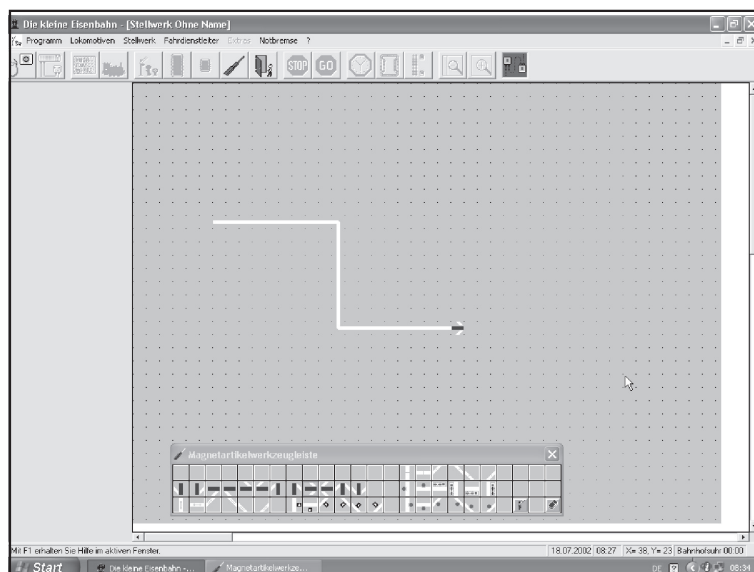 Die kleine Eisenbahn - [Stellwerk Ohne Name]
Programm Lokomotiven Stellwerk Fahrdienstleiter Extras Notbremse ?
STOP GO
Magnetartikelwerkzeugleiste
Mit F1 erhalten Sie Hilfe im aktiven Fenster. 18.07.2002 08:27 X= 38, Y= 23 Bahnhofsuhr 00:00
Start Die kleine Eisenbahn -... Magnetartikelwerkze... DE 08:34